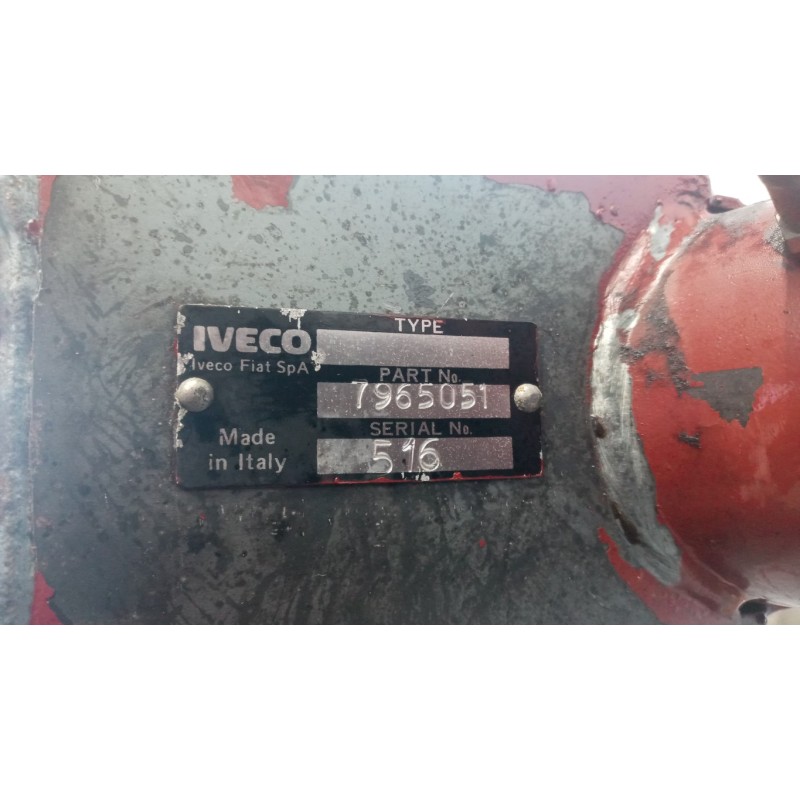 IVECO
Iveco Fiat SpA
Made
in Italy
TYPE
PART No.
7965051
SERIAL No.
516